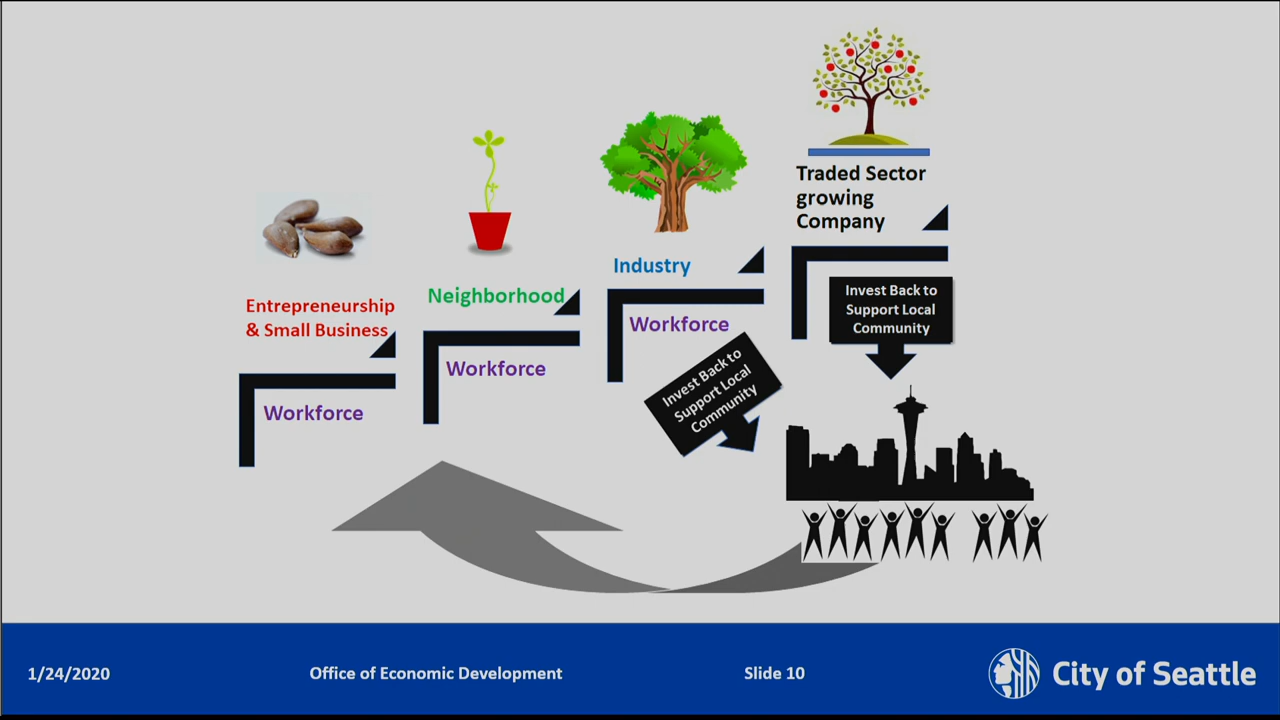 Traded Sector
growing
Company
Industry
Neighborhood
Entrepreneurship
& Small Business
Workforce
Workforce
Workforce
Invest Back to
Support Local
Community
Invest Back to
Support Local
Community
1/24/2020
Office of Economic Development
Slide 10
City of Seattle